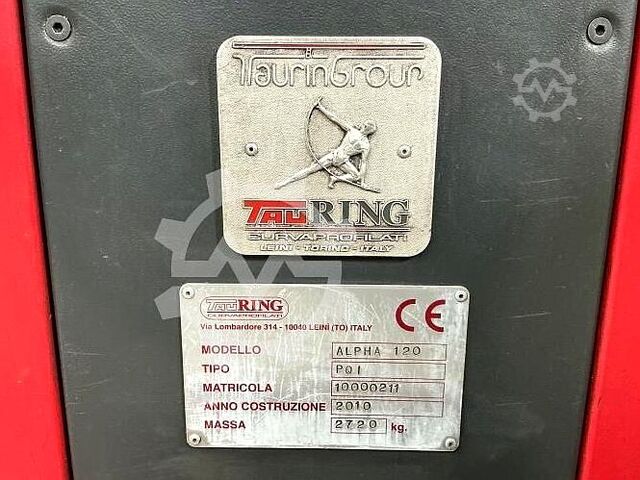 TaurinGroup
TAURING
CURVAPROFILATI
LEINI - TORINO - ITALY
TAURING
CURVAPROFILATI
CE
Via Lombardore 314 - 10040 LEINI (TO) ITALY
MODELLO ALPHA 120
TIPO PQI
MATRICOLA 10000211
ANNO COSTRUZIONE 2010
MASSA 2720 kg.